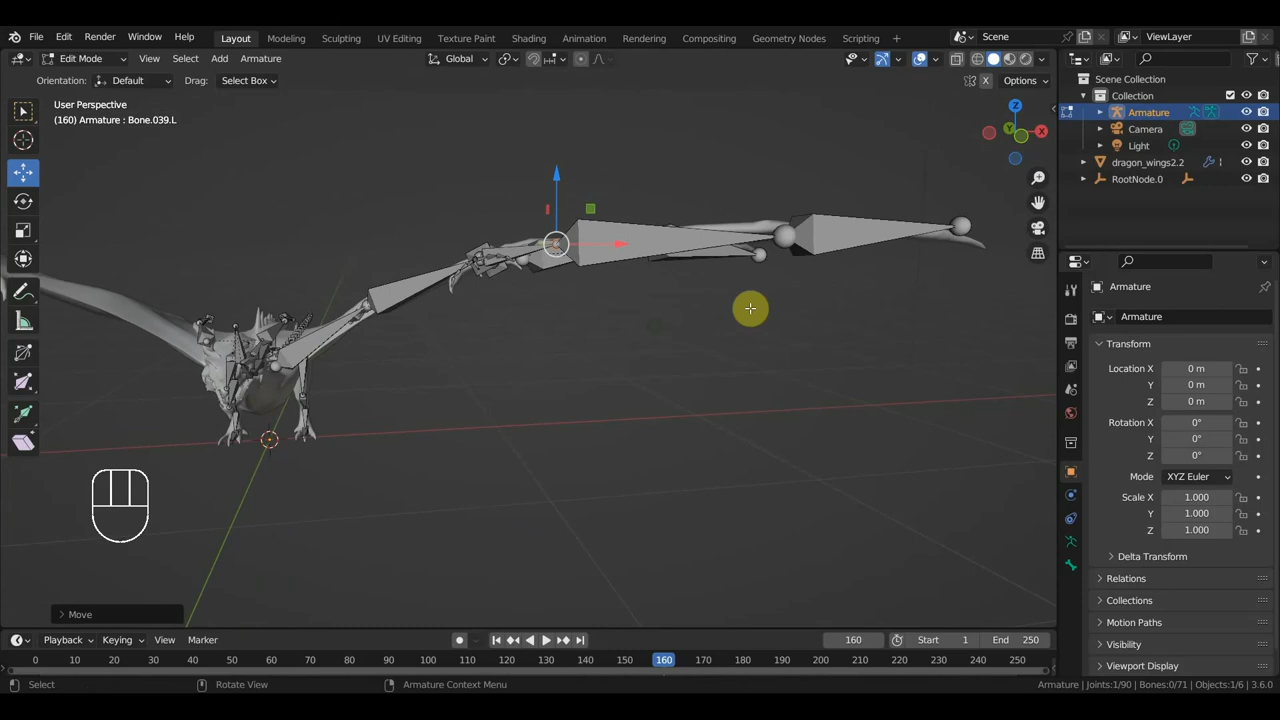 File Edit Render Window Help
Layout Modeling Sculpting UV Editing Texture Paint Shading Animation Rendering Compositing Geometry Nodes Scripting
Scene ViewLayer
Edit Mode View Select Add Armature
Global
Options
Orientation: Default Drag: Select Box
X
User Perspective
(160) Armature : Bone.039.L
Z
X
Y
Scene Collection
Collection
Armature
Camera
Light
dragon_wings2.2
RootNode.0
Armature
Armature
Transform
Location X 0 m
Y 0 m
Z 0 m
Rotation X 0°
Y 0°
Z 0°
Mode XYZ Euler
Scale X 1.000
Y 1.000
Z 1.000
Delta Transform
Relations
Collections
Motion Paths
Visibility
Viewport Display
Move
Playback Keying View Marker
160 Start 1 End 250
0 10 20 30 40 50 60 70 80 90 100 110 120 130 140 150 160 170 180 190 200 210 220 230 240 250
Select Rotate View Armature Context Menu
Armature | Joints:1/90 | Bones:0/71 | Objects:1/6 | 3.6.0